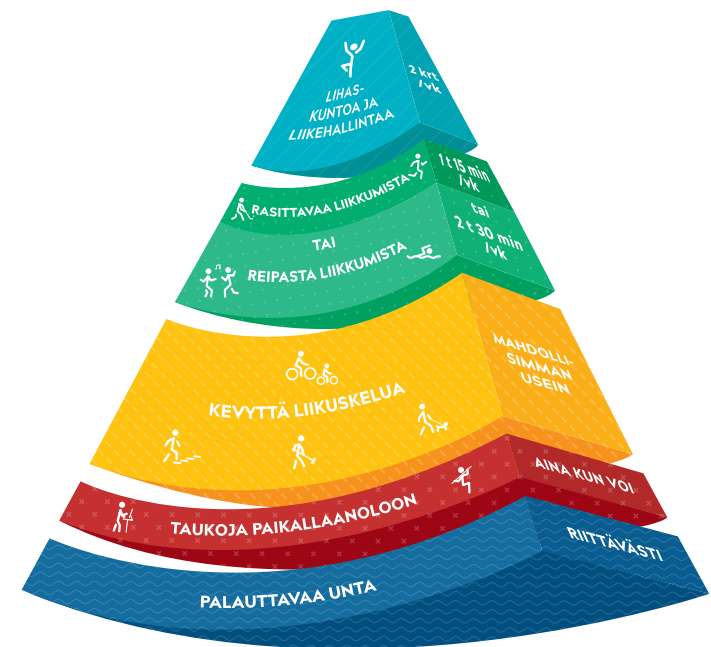 LIHAS-
KUNTOA JA
LIIKEHALLINTAA
2 krt
/vk
RASITTAVAA LIIKKUMISTA
1 t 15 min
/vk
TAI
tai
REIPASTA LIIKKUMISTA
2 t 30 min
/vk
KEVYTTÄ LIIKUSKELUA
MAHDOLLI-
SIMMAN
USEIN
TAUKOJA PAIKALLAANOLOON
AINA KUN VOI
PALAUTTAVAA UNTA
RIITTÄVÄSTI